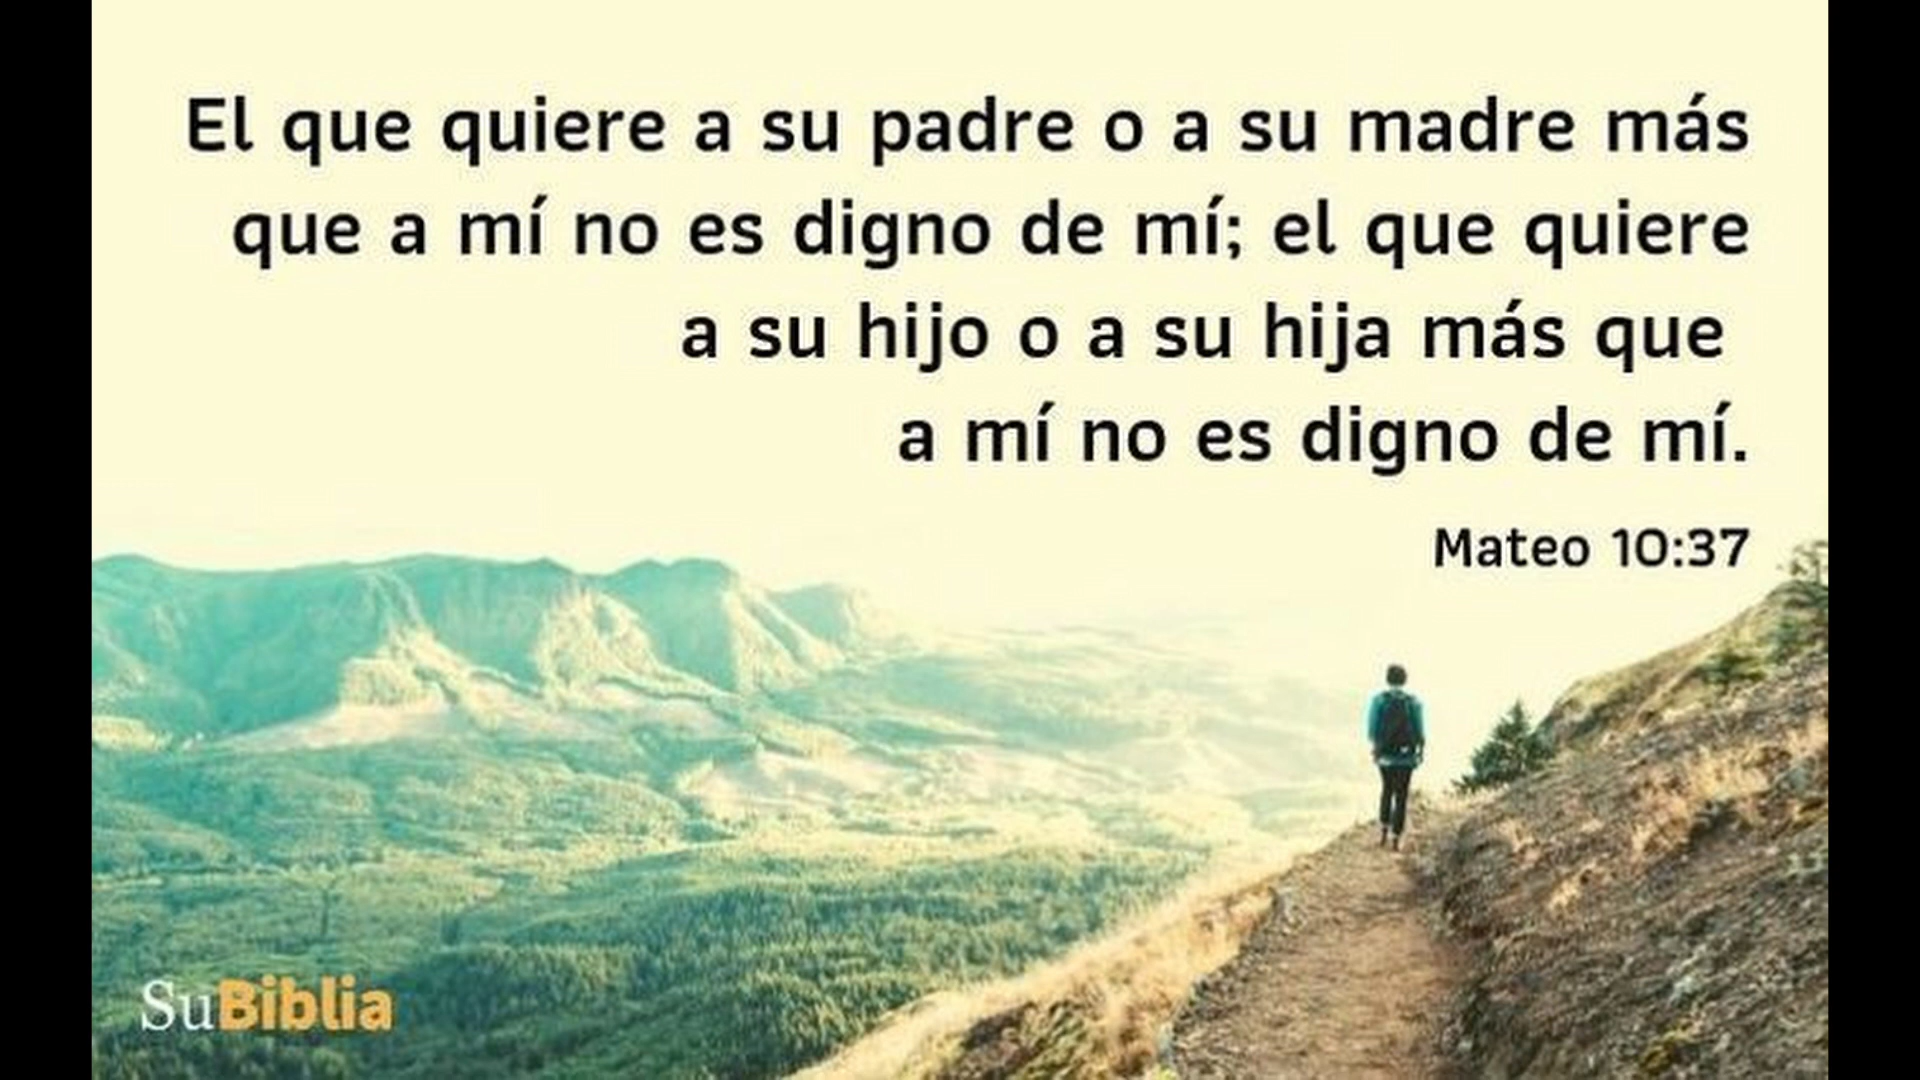 El que quiere a su padre o a su madre más
que a mí no es digno de mí; el que quiere
a su hijo o a su hija más que
a mí no es digno de mí.
Mateo 10:37
SuBiblia